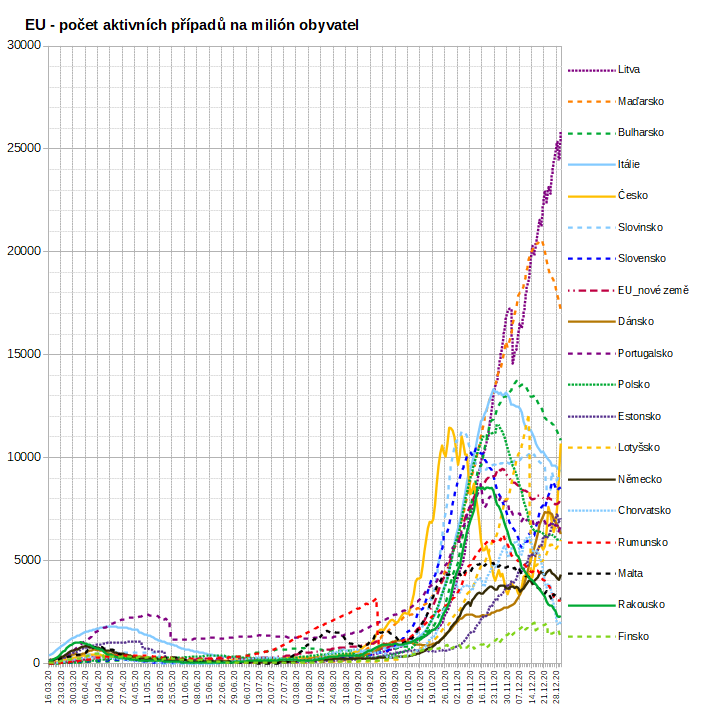 EU - počet aktivních případů na milión obyvatel
30000
25000
20000
15000
10000
5000
0
Litva
Maďarsko
Bulharsko
Itálie
Česko
Slovinsko
Slovensko
EU_nové země
Dánsko
Portugalsko
Polsko
Estonsko
Lotyšsko
Německo
Chorvatsko
Rumunsko
Malta
Rakousko
Finsko
16.03.20
23.03.20
30.03.20
06.04.20
13.04.20
20.04.20
27.04.20
04.05.20
11.05.20
18.05.20
25.05.20
01.06.20
08.06.20
15.06.20
22.06.20
29.06.20
06.07.20
13.07.20
20.07.20
27.07.20
03.08.20
10.08.20
17.08.20
24.08.20
31.08.20
07.09.20
14.09.20
21.09.20
28.09.20
05.10.20
12.10.20
19.10.20
26.10.20
02.11.20
09.11.20
16.11.20
23.11.20
30.11.20
07.12.20
14.12.20
21.12.20
28.12.20